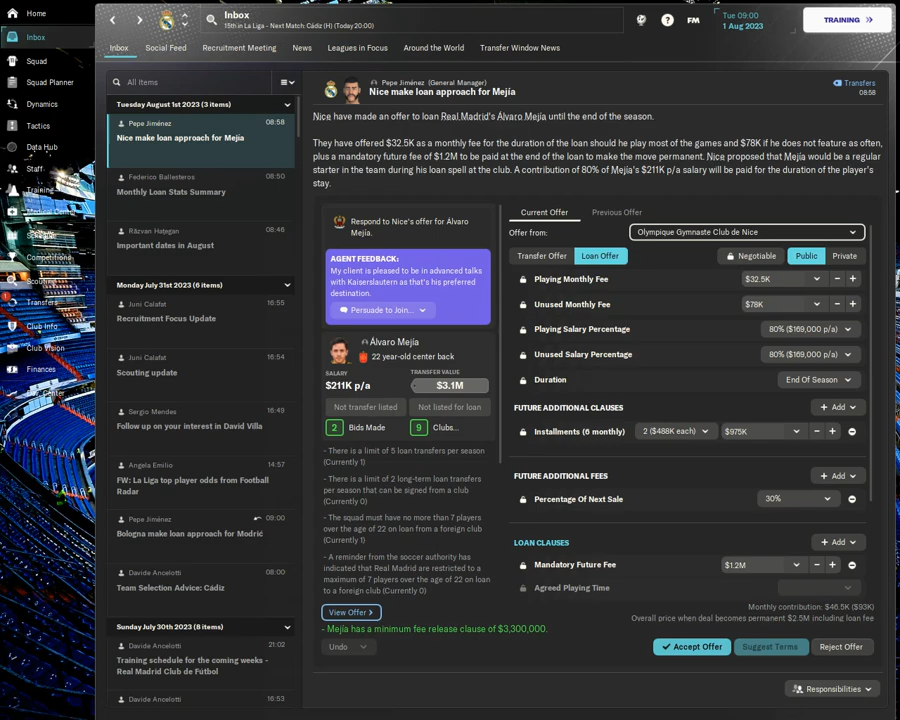 Home
Inbox
Squad
Squad Planner
Dynamics
Tactics
Data Hub
Staff
Training
Competitions
Scouting
1
Transfers
Club Info
Club Vision
Finances
Inbox
15th in La Liga - Next Match: Cádiz (H) (Today 20.00)
FM
Tue 09:00
1 Aug 2023
TRAINING
Inbox
Social Feed
Recruitment Meeting
News
Leagues in Focus
Around the World
Transfer Window News
All Items
Tuesday August 1st 2023 (3 items)
Pepe Jiménez
08:58
Nice make loan approach for Mejía
Federico Ballesteros
08:50
Monthly Loan Stats Summary
Răzvan Hațegan
08:46
Important dates in August
Monday July 31st 2023 (6 items)
Juni Calafat
16:55
Recruitment Focus Update
Juni Calafat
16:54
Scouting update
Sergio Mendes
16:49
Follow up on your interest in David Villa
Angela Emilio
14:57
FW: La Liga top player odds from Football
Radar
Pepe Jiménez
09:00
Bologna make loan approach for Modrić
Davide Ancelotti
08:00
Team Selection Advice: Cádiz
Sunday July 30th 2023 (8 items)
Davide Ancelotti
21:02
Training schedule for the coming weeks -
Real Madrid Club de Fútbol
Davide Ancelotti
16:53
Pepe Jiménez (General Manager)
Nice make loan approach for Mejía
Transfers
08:58
Nice have made an offer to loan Real Madrid's Álvaro Mejía until the end of the season.
They have offered $32.5K as a monthly fee for the duration of the loan should he play most of the games and $78K if he does not feature as often,
plus a mandatory future fee of $1.2M to be paid at the end of the loan to make the move permanent. Nice proposed that Mejía would be a regular
starter in the team during his loan spell at the club. A contribution of 80% of Mejía's $211K p/a salary will be paid for the duration of the player's
stay.
Respond to Nice's offer for Álvaro
Mejía.
AGENT FEEDBACK:
My client is pleased to be in advanced talks
with Kaiserslautern as that's his preferred
destination.
Persuade to Join...
Álvaro Mejía
22 year-old center back
SALARY
$211K p/a
TRANSFER VALUE
$3.1M
Not transfer listed
Not listed for loan
2 Bids Made
9 Clubs...
- There is a limit of 5 loan transfers per
season
(Currently 1)
- There is a limit of 2 long-term loan transfers
per season that can be signed from a club
(Currently 0)
- The squad must have no more than 7 players
over the age of 22 on loan from a foreign club
(Currently 1)
- A reminder from the soccer authority has
indicated that Real Madrid are restricted to a
maximum of 7 players over the age of 22 on loan
to a foreign club (Currently 0)
View Offer
- Mejía has a minimum fee release clause of $3,300,000.
Undo
Current Offer
Previous Offer
Offer from:
Olympique Gymnaste Club de Nice
Transfer Offer
Loan Offer
Negotiable
Public
Private
Playing Monthly Fee
$32.5K
Unused Monthly Fee
$78K
Playing Salary Percentage
80% ($169,000 p/a)
Unused Salary Percentage
80% ($169,000 p/a)
Duration
End Of Season
FUTURE ADDITIONAL CLAUSES
Add
Installments (6 monthly)
2 ($488K each)
$975K
FUTURE ADDITIONAL FEES
Add
Percentage Of Next Sale
30%
LOAN CLAUSES
Add
Mandatory Future Fee
$1.2M
Agreed Playing Time
Monthly contribution: $46.5K ($93K)
Overall price when deal becomes permanent $2.5M including loan fee
Accept Offer
Suggest Terms
Reject Offer
Responsibilities